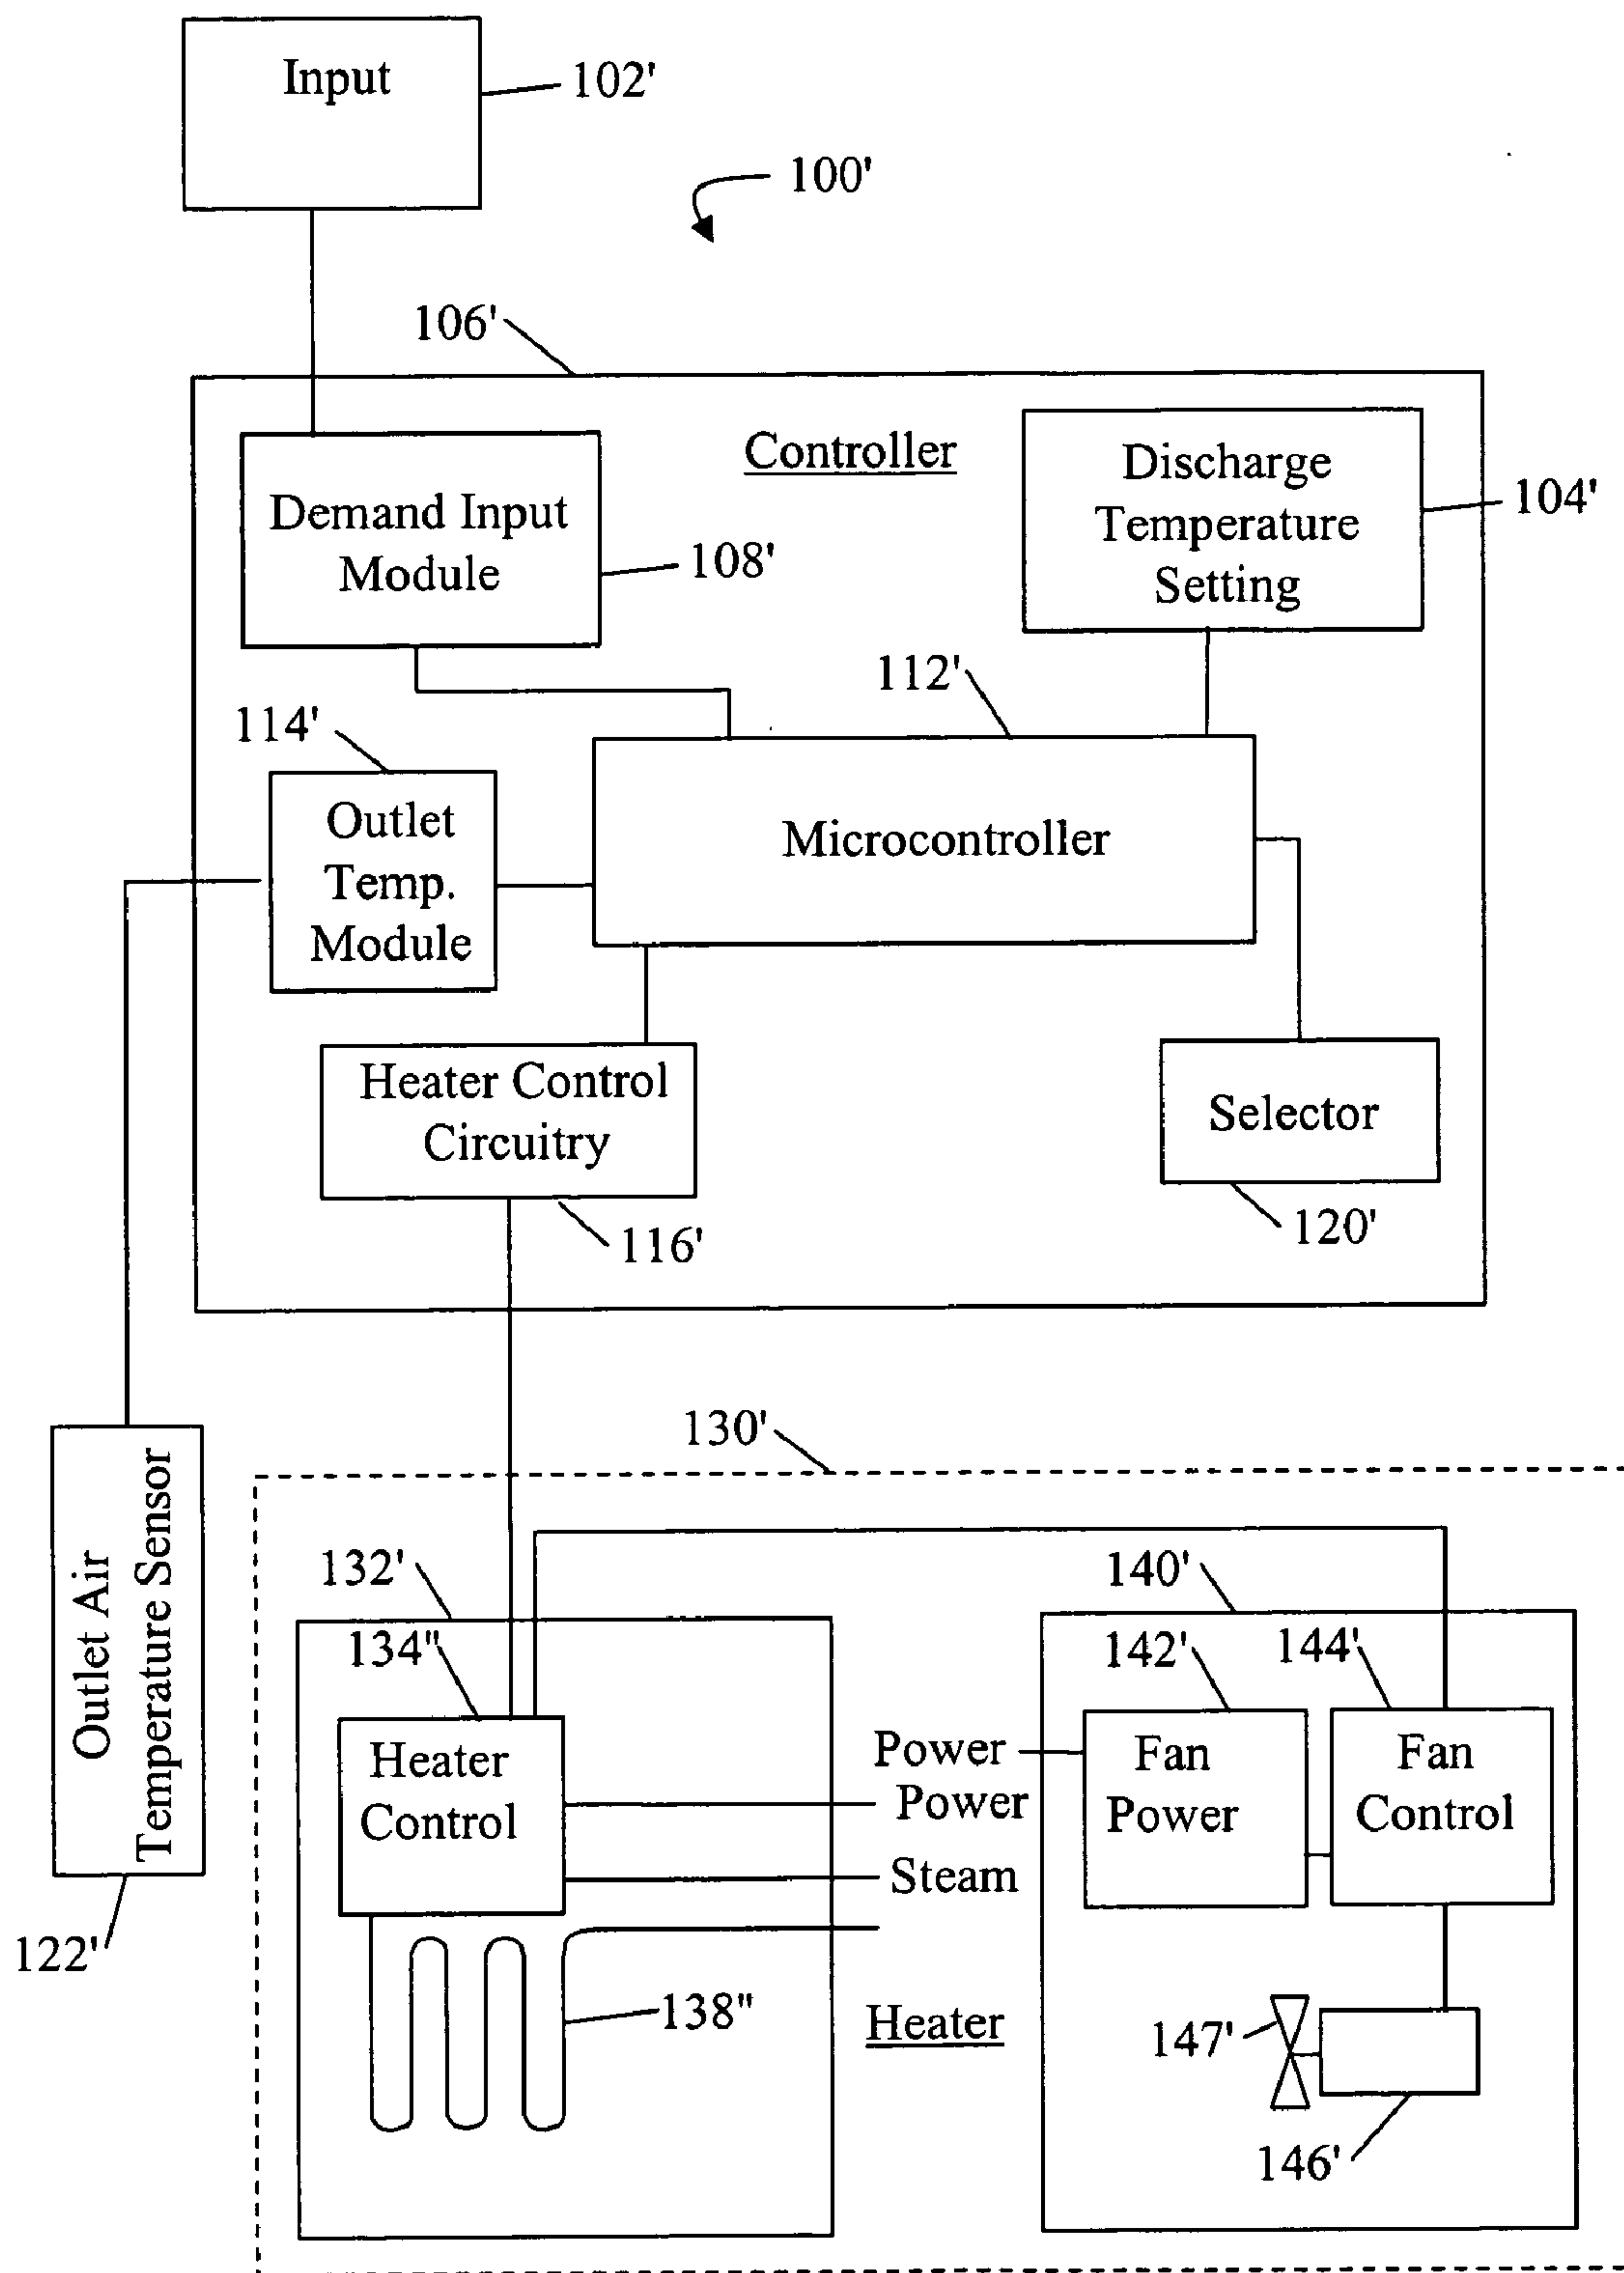 Input
102'
100'
106'
Controller
Demand Input
Module
108'
Discharge
Temperature
Setting
104'
112'
114'
Outlet
Temp.
Module
Microcontroller
Heater Control
Circuitry
116'
Selector
120'
130'
Outlet Air
Temperature Sensor
122'
132'
134"
Heater
Control
140'
142'
144'
Power
Power
Steam
Fan
Power
Fan
Control
138"
Heater
147'
146'